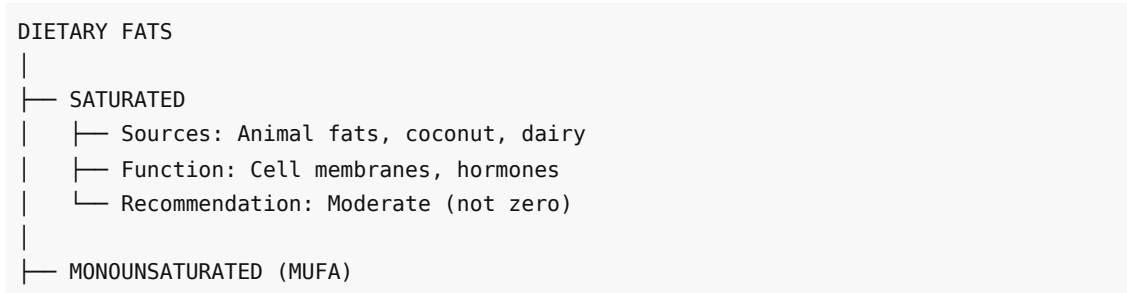 DIETARY FATS
│
├── SATURATED
│   ├── Sources: Animal fats, coconut, dairy
│   ├── Function: Cell membranes, hormones
│   └── Recommendation: Moderate (not zero)
│
├── MONOUNSATURATED (MUFA)